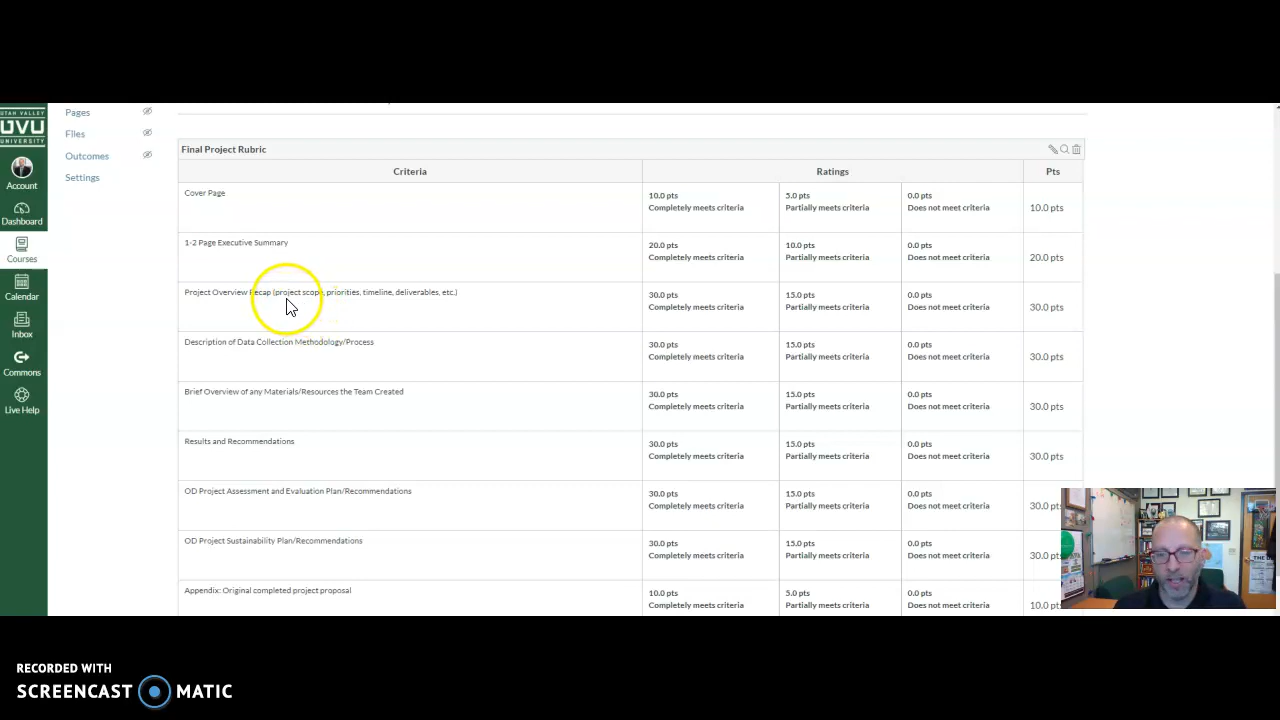 UTAH VALLEY
UVU
UNIVERSITY
Account
Dashboard
Courses
Calendar
Inbox
Commons
Live Help
Pages
Files
Outcomes
Settings
Final Project Rubric
Criteria Ratings Pts
Cover Page
10.0 pts 5.0 pts 0.0 pts
Completely meets criteria Partially meets criteria Does not meet criteria 10.0 pts
1-2 Page Executive Summary
20.0 pts 10.0 pts 0.0 pts
Completely meets criteria Partially meets criteria Does not meet criteria 20.0 pts
Project Overview Recap (project scope, priorities, timeline, deliverables, etc.)
30.0 pts 15.0 pts 0.0 pts
Completely meets criteria Partially meets criteria Does not meet criteria 30.0 pts
Description of Data Collection Methodology/Process
30.0 pts 15.0 pts 0.0 pts
Completely meets criteria Partially meets criteria Does not meet criteria 30.0 pts
Brief Overview of any Materials/Resources the Team Created
30.0 pts 15.0 pts 0.0 pts
Completely meets criteria Partially meets criteria Does not meet criteria 30.0 pts
Results and Recommendations
30.0 pts 15.0 pts 0.0 pts
Completely meets criteria Partially meets criteria Does not meet criteria 30.0 pts
OD Project Assessment and Evaluation Plan/Recommendations
30.0 pts 15.0 pts 0.0 pts
Completely meets criteria Partially meets criteria Does not meet criteria 30.0
OD Project Sustainability Plan/Recommendations
30.0 pts 15.0 pts 0.0 pts
Completely meets criteria Partially meets criteria Does not meet criteria 30.0
Appendix: Original completed project proposal
10.0 pts 5.0 pts 0.0 pts
Completely meets criteria Partially meets criteria Does not meet criteria 10.0
RECORDED WITH
SCREENCAST MATIC